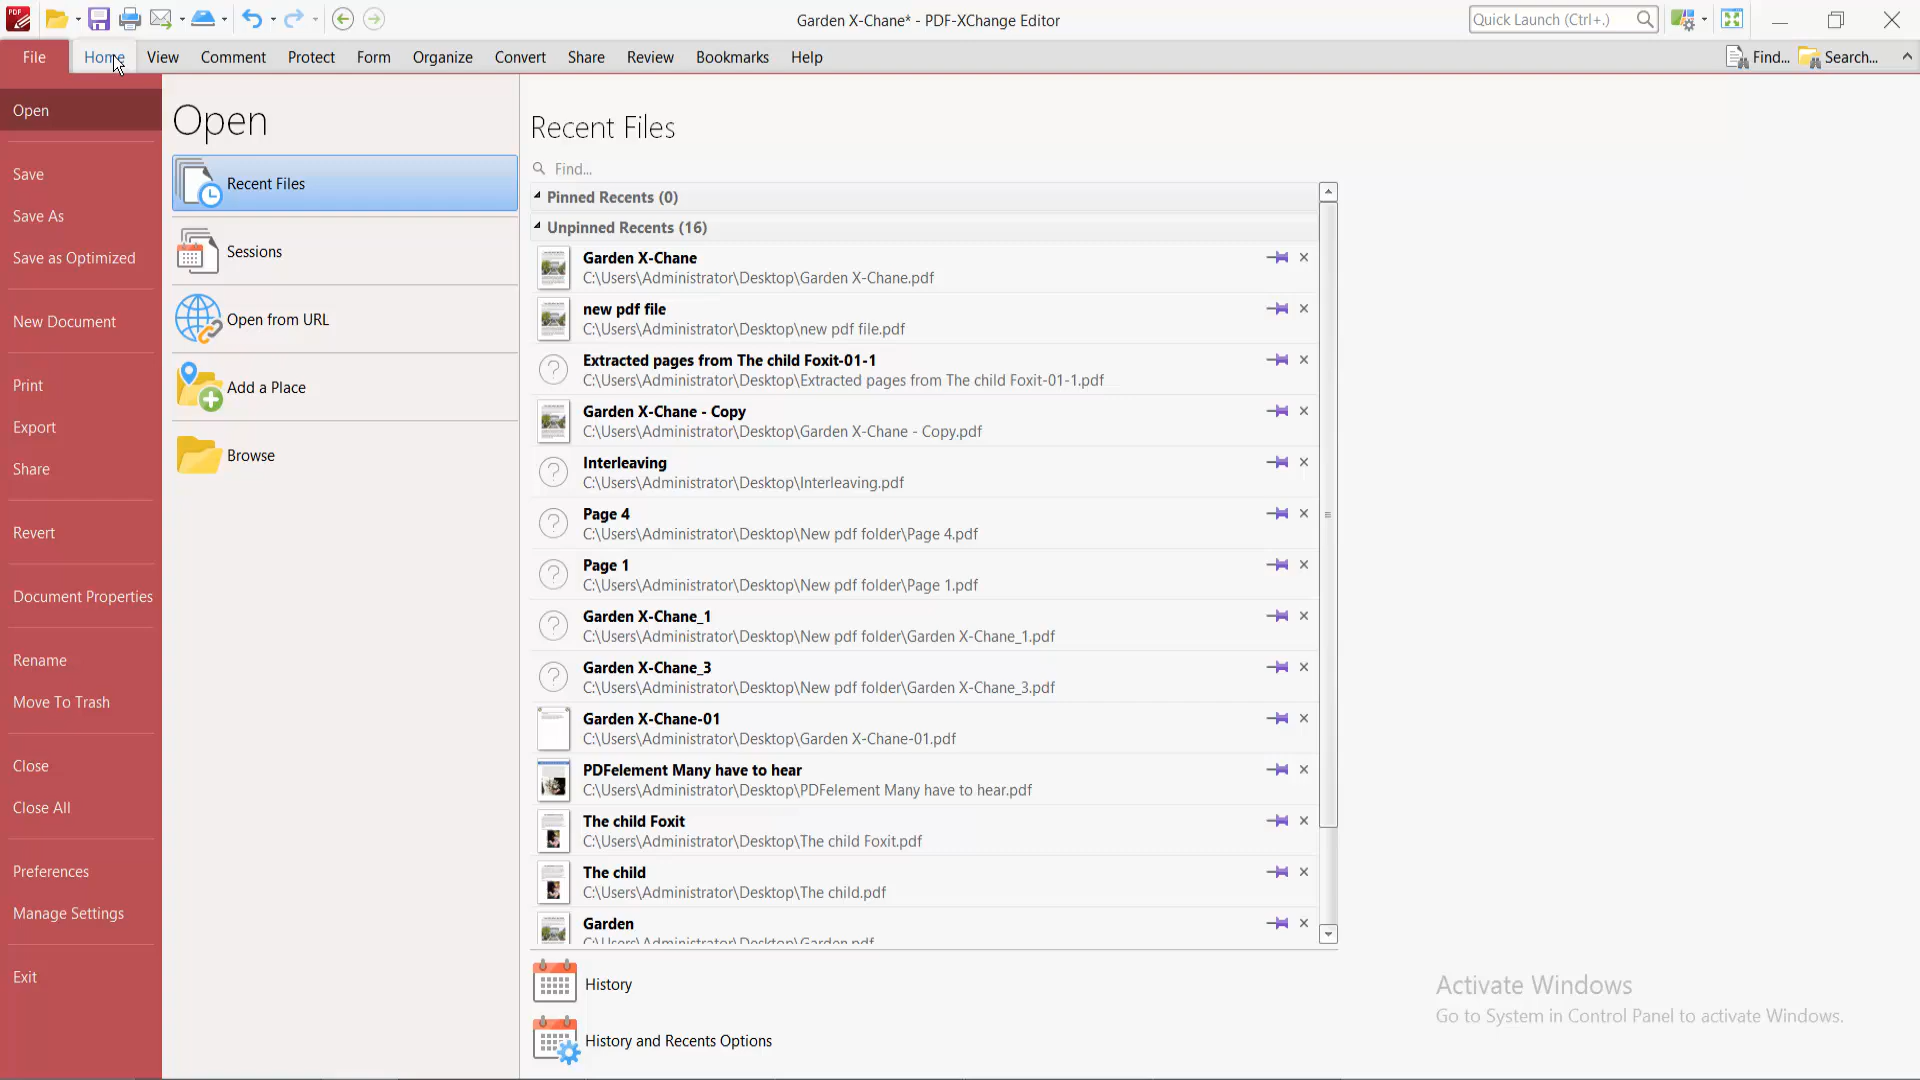 Garden X-Chane* - PDF-XChange Editor
Quick Launch (Ctrl+.)
File Home View Comment Protect Form Organize Convert Share Review Bookmarks Help
Find... Search...
Open
Save
Save As
Save as Optimized
New Document
Print
Export
Share
Revert
Document Properties
Rename
Move To Trash
Close
Close All
Preferences
Manage Settings
Exit
Open
Recent Files
Sessions
Open from URL
Add a Place
Browse
Recent Files
Find...
Pinned Recents (0)
Unpinned Recents (16)
Garden X-Chane
C:\Users\Administrator\Desktop\Garden X-Chane.pdf
new pdf file
C:\Users\Administrator\Desktop\new pdf file.pdf
Extracted pages from The child Foxit-01-1
C:\Users\Administrator\Desktop\Extracted pages from The child Foxit-01-1.pdf
Garden X-Chane - Copy
C:\Users\Administrator\Desktop\Garden X-Chane - Copy.pdf
Interleaving
C:\Users\Administrator\Desktop\Interleaving.pdf
Page 4
C:\Users\Administrator\Desktop\New pdf folder\Page 4.pdf
Page 1
C:\Users\Administrator\Desktop\New pdf folder\Page 1.pdf
Garden X-Chane_1
C:\Users\Administrator\Desktop\New pdf folder\Garden X-Chane_1.pdf
Garden X-Chane_3
C:\Users\Administrator\Desktop\New pdf folder\Garden X-Chane_3.pdf
Garden X-Chane-01
C:\Users\Administrator\Desktop\Garden X-Chane-01.pdf
PDFelement Many have to hear
C:\Users\Administrator\Desktop\PDFelement Many have to hear.pdf
The child Foxit
C:\Users\Administrator\Desktop\The child Foxit.pdf
The child
C:\Users\Administrator\Desktop\The child.pdf
Garden
C:\Users\Administrator\Desktop\Garden.pdf
History
History and Recents Options
Activate Windows
Go to System in Control Panel to activate Windows.